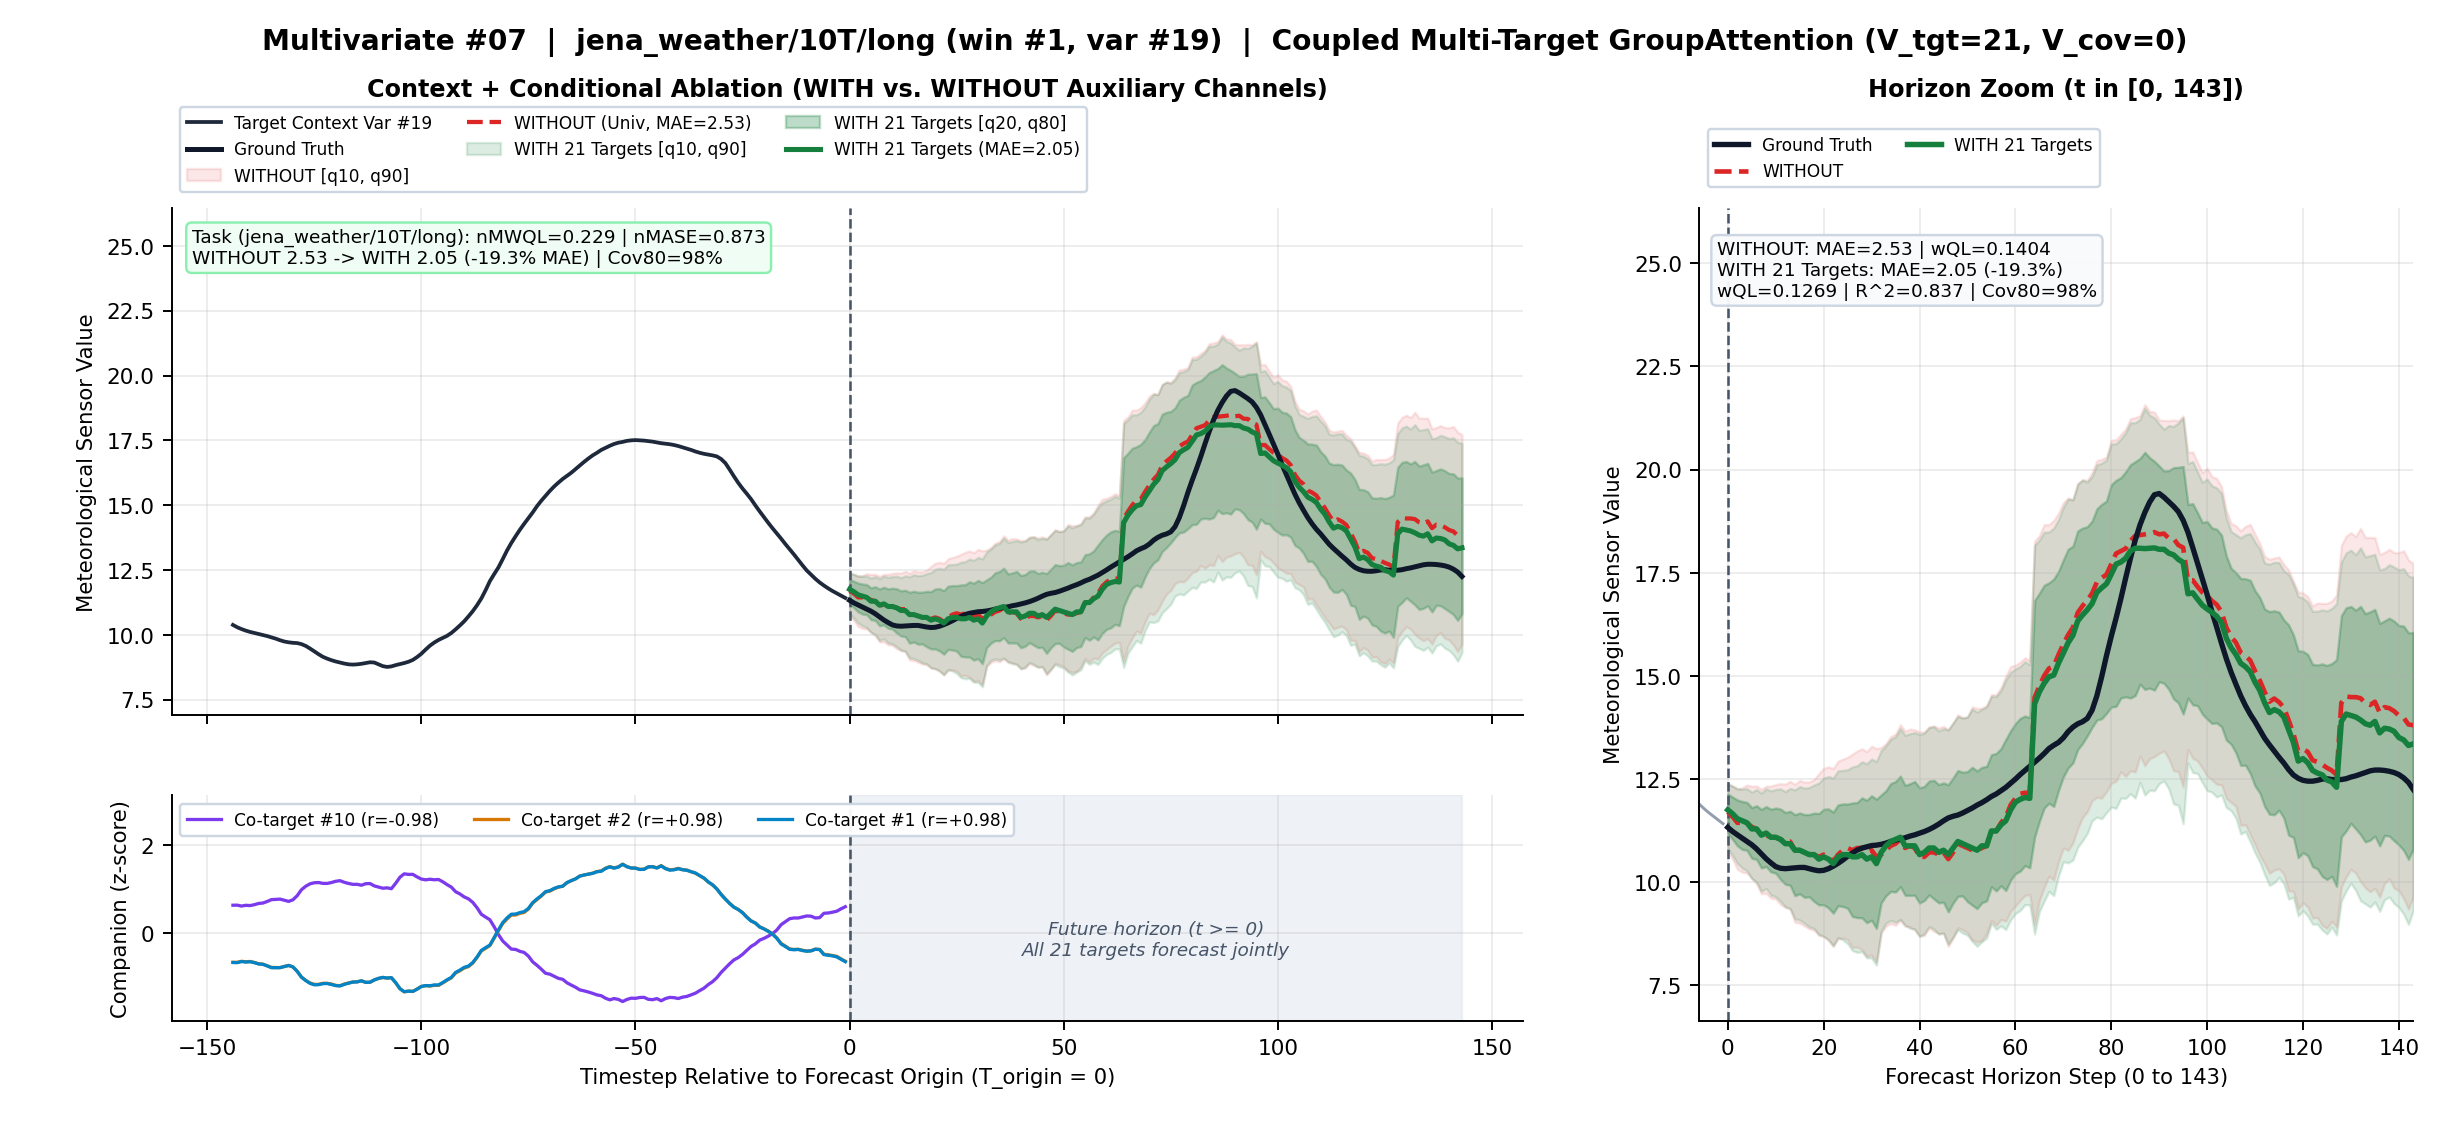 Multivariate #07 | jena_weather/10T/long (win #1, var #19) | Coupled Multi-Target GroupAttention (V_tgt=21, V_cov=0)
Context + Conditional Ablation (WITH vs. WITHOUT Auxiliary Channels)
Target Context Var #19
Ground Truth
WITHOUT [q10, q90]
WITHOUT (Univ, MAE=2.53)
WITH 21 Targets [q10, q90]
WITH 21 Targets [q20, q80]
WITH 21 Targets (MAE=2.05)
Task (jena_weather/10T/long): nMWQL=0.229 | nMASE=0.873
WITHOUT 2.53 -> WITH 2.05 (-19.3% MAE) | Cov80=98%
Meteorological Sensor Value
25.0
22.5
20.0
17.5
15.0
12.5
10.0
7.5
Co-target #10 (r=-0.98)
Co-target #2 (r=+0.98)
Co-target #1 (r=+0.98)
Companion (z-score)
2
0
Future horizon (t >= 0)
All 21 targets forecast jointly
−150
−100
−50
0
50
100
150
Timestep Relative to Forecast Origin (T_origin = 0)
Horizon Zoom (t in [0, 143])
Ground Truth
WITHOUT
WITH 21 Targets
WITHOUT: MAE=2.53 | wQL=0.1404
WITH 21 Targets: MAE=2.05 (-19.3%)
wQL=0.1269 | R^2=0.837 | Cov80=98%
Meteorological Sensor Value
25.0
22.5
20.0
17.5
15.0
12.5
10.0
7.5
0
20
40
60
80
100
120
140
Forecast Horizon Step (0 to 143)